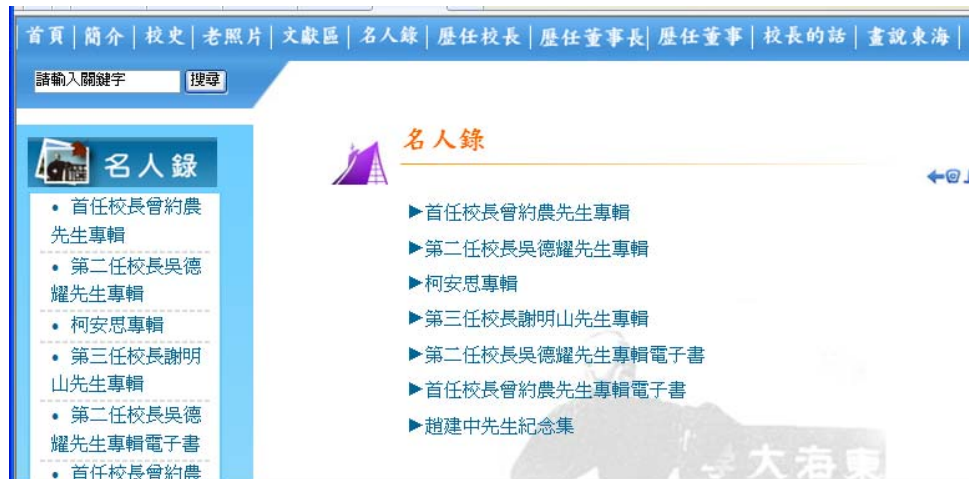 首頁│簡介│校史│老照片│文獻區│名人錄│歷任校長│歷任董事長│歷任董事│校長的話│畫說東海│
請輸入關鍵字 搜尋
名人錄
• 首任校長曾約農
先生專輯
• 第二任校長吳德
耀先生專輯
• 柯安思專輯
• 第三任校長謝明
山先生專輯
• 第二任校長吳德
耀先生專輯電子書
• 首任校長曾約農
名人錄
►首任校長曾約農先生專輯
►第二任校長吳德耀先生專輯
►柯安思專輯
►第三任校長謝明山先生專輯
►第二任校長吳德耀先生專輯電子書
►首任校長曾約農先生專輯電子書
►趙建中先生紀念集
大海東